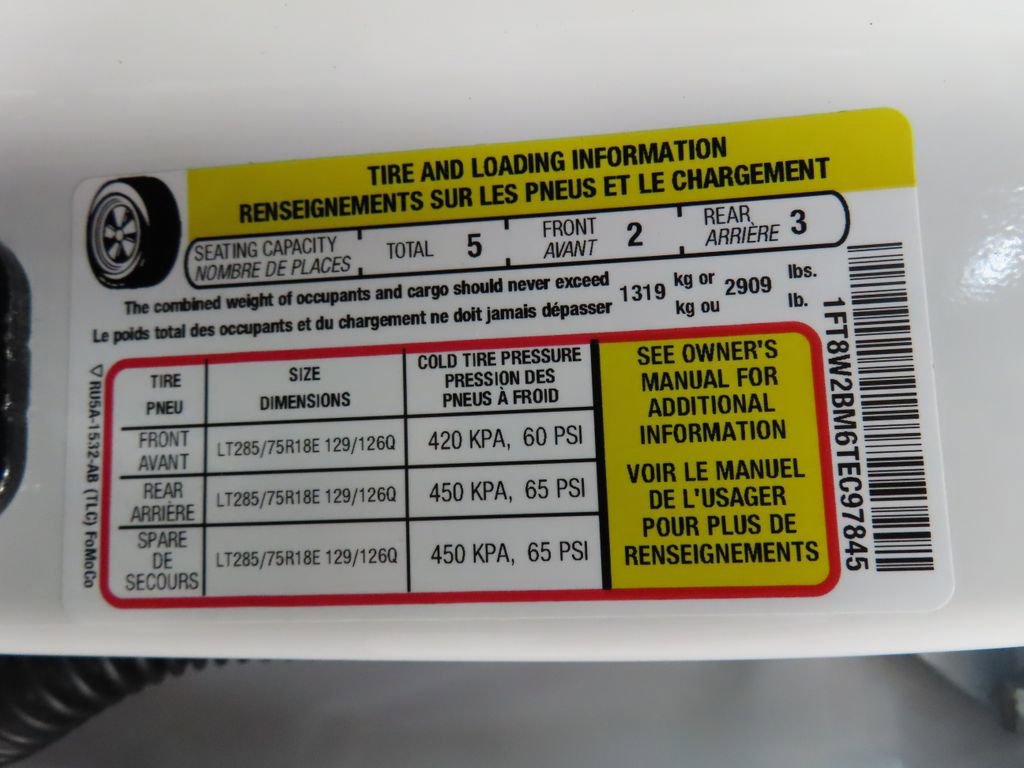 TIRE AND LOADING INFORMATION
RENSEIGNEMENTS SUR LES PNEUS ET LE CHARGEMENT
SEATING CAPACITY TOTAL 5 FRONT 2 REAR 3
NOMBRE DE PLACES AVANT ARRIÈRE
The combined weight of occupants and cargo should never exceed 1319 kg or 2909 lbs.
Le poids total des occupants et du chargement ne doit jamais dépasser kg ou lb.
TIRE SIZE COLD TIRE PRESSURE
PNEU DIMENSIONS PRESSION DES
PNEUS À FROID
FRONT LT285/75R18E 129/126Q 420 KPA, 60 PSI
AVANT
REAR LT285/75R18E 129/126Q 450 KPA, 65 PSI
ARRIÈRE
SPARE LT285/75R18E 129/126Q 450 KPA, 65 PSI
DE
SECOURS
SEE OWNER'S
MANUAL FOR
ADDITIONAL
INFORMATION
VOIR LE MANUEL
DE L'USAGER
POUR PLUS DE
RENSEIGNEMENTS
1FT8W2BM6TEC97845
▽ RU5A-1532-AB (TLC) FoMoCo